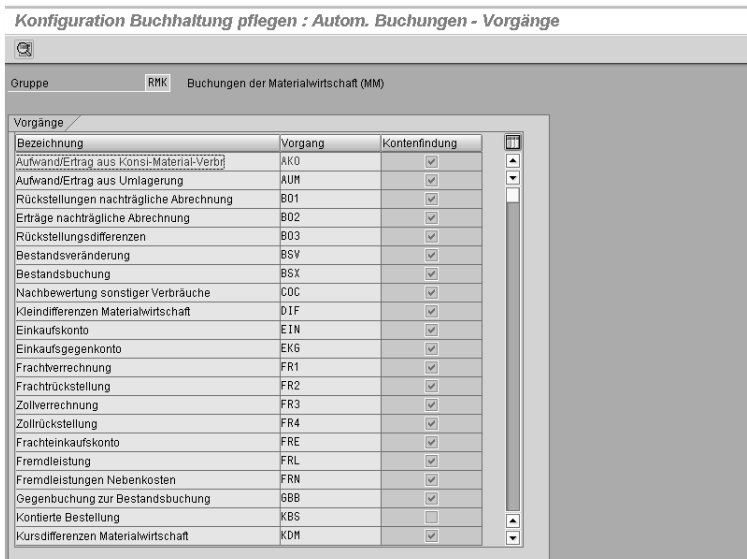 Konfiguration Buchhaltung pflegen : Autom. Buchungen - Vorgänge
Gruppe RMK Buchungen der Materialwirtschaft (MM)
Vorgänge
Bezeichnung Vorgang Kontenfindung
Aufwand/Ertrag aus Konsi-Material-Verbr AKO
Aufwand/Ertrag aus Umlagerung AUM
Rückstellungen nachträgliche Abrechnung BO1
Erträge nachträgliche Abrechnung BO2
Rückstellungsdifferenzen BO3
Bestandsveränderung BSV
Bestandsbuchung BSX
Nachbewertung sonstiger Verbräuche COC
Kleindifferenzen Materialwirtschaft DIF
Einkaufskonto EIN
Einkaufsgegenkonto EKG
Frachtverrechnung FR1
Frachtrückstellung FR2
Zollverrechnung FR3
Zollrückstellung FR4
Frachteinkaufskonto FRE
Fremdleistung FRL
Fremdleistungen Nebenkosten FRN
Gegenbuchung zur Bestandsbuchung GBB
Kontierte Bestellung KBS
Kursdifferenzen Materialwirtschaft KDM